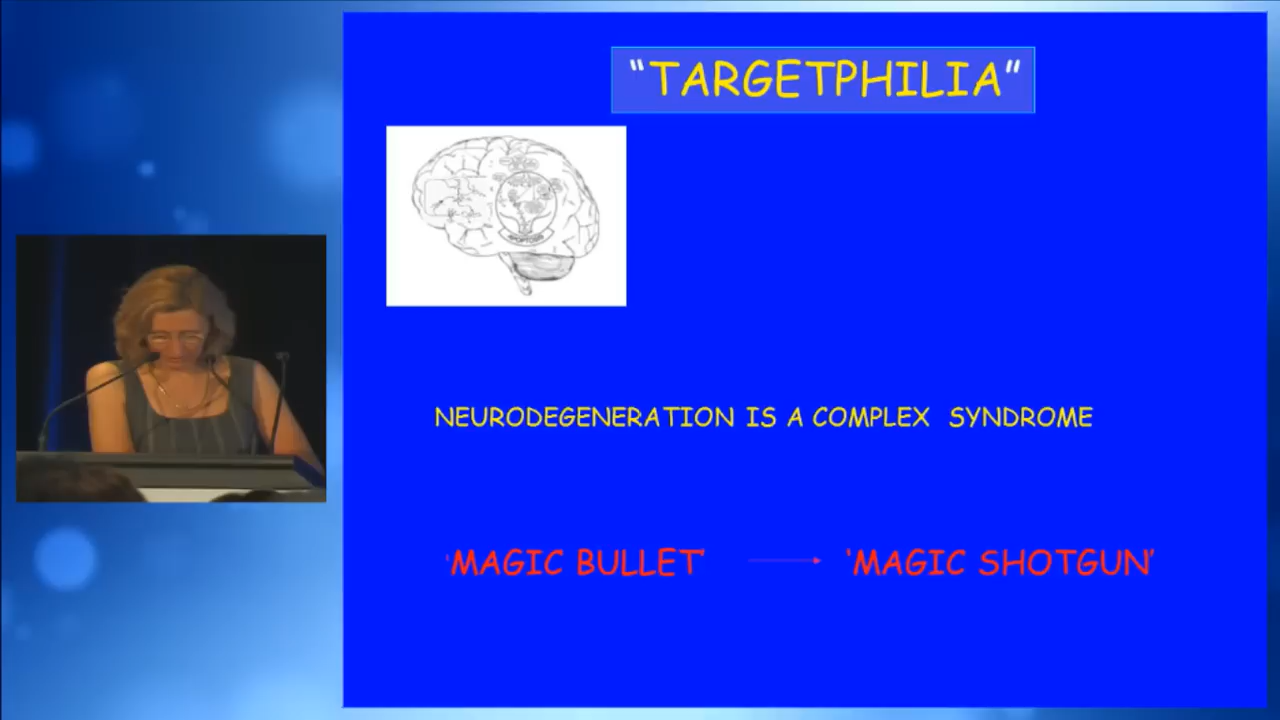 "TARGETPHILIA"
NEURODEGENERATION IS A COMPLEX SYNDROME
'MAGIC BULLET' → 'MAGIC SHOTGUN'